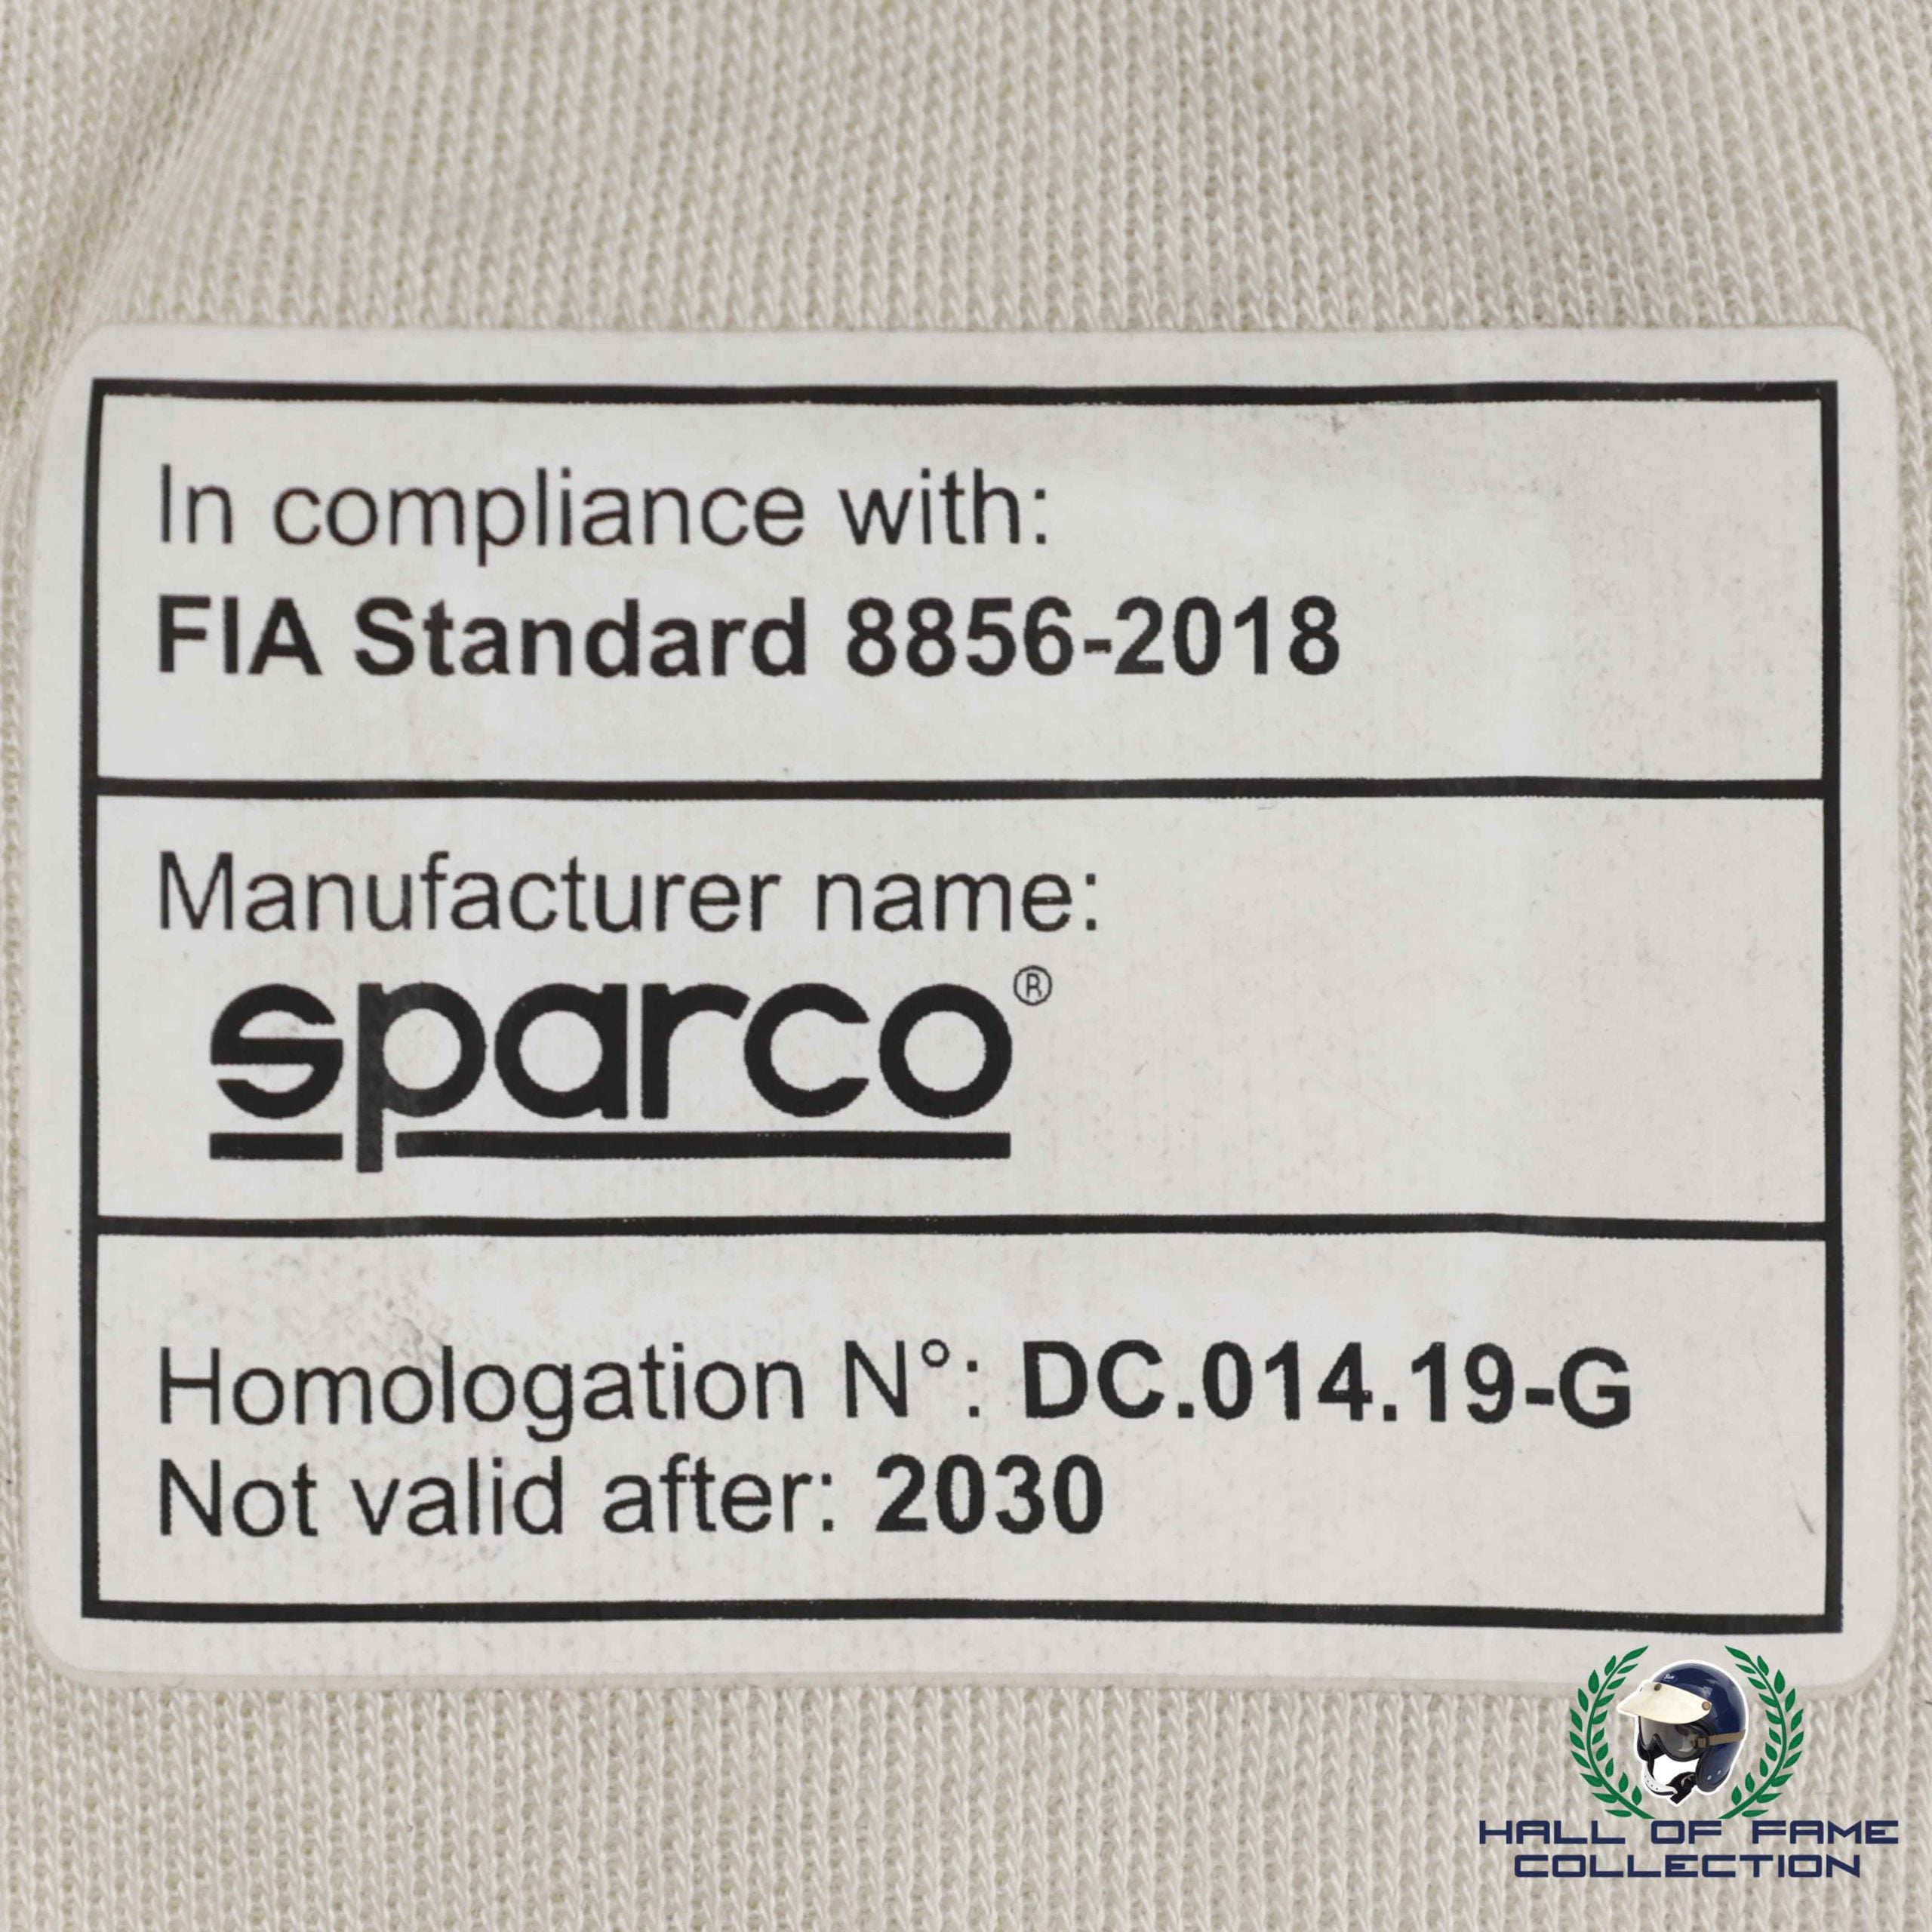 In compliance with:
FIA Standard 8856-2018
Manufacturer name:
sparco®
Homologation N°: DC.014.19-G
Not valid after: 2030
HALL OF FAME
COLLECTION